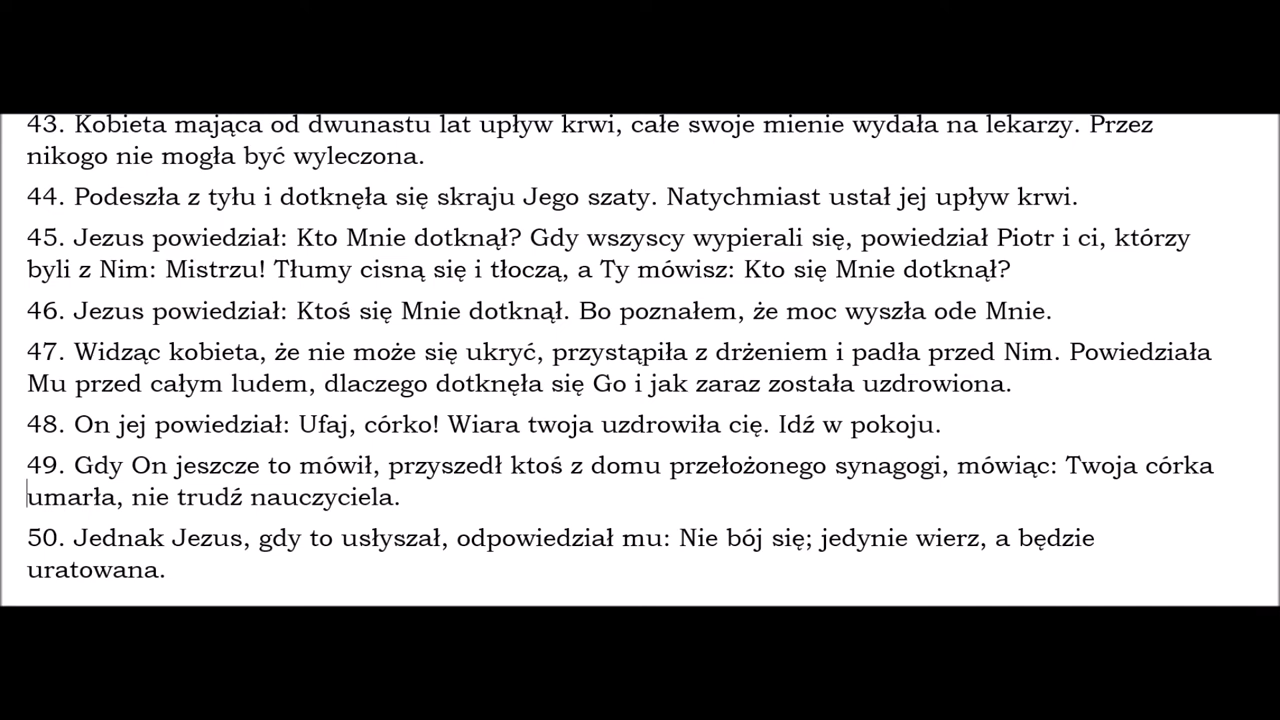 43. Kobieta mająca od dwunastu lat upływ krwi, całe swoje mienie wydała na lekarzy. Przez
nikogo nie mogła być wyleczona.
44. Podeszła z tyłu i dotknęła się skraju Jego szaty. Natychmiast ustał jej upływ krwi.
45. Jezus powiedział: Kto Mnie dotknął? Gdy wszyscy wypierali się, powiedział Piotr i ci, którzy
byli z Nim: Mistrzu! Tłumy cisną się i tłoczą, a Ty mówisz: Kto się Mnie dotknął?
46. Jezus powiedział: Ktoś się Mnie dotknął. Bo poznałem, że moc wyszła ode Mnie.
47. Widząc kobieta, że nie może się ukryć, przystąpiła z drżeniem i padła przed Nim. Powiedziała
Mu przed całym ludem, dlaczego dotknęła się Go i jak zaraz została uzdrowiona.
48. On jej powiedział: Ufaj, córko! Wiara twoja uzdrowiła cię. Idź w pokoju.
49. Gdy On jeszcze to mówił, przyszedł ktoś z domu przełożonego synagogi, mówiąc: Twoja córka
umarła, nie trudź nauczyciela.
50. Jednak Jezus, gdy to usłyszał, odpowiedział mu: Nie bój się; jedynie wierz, a będzie
uratowana.